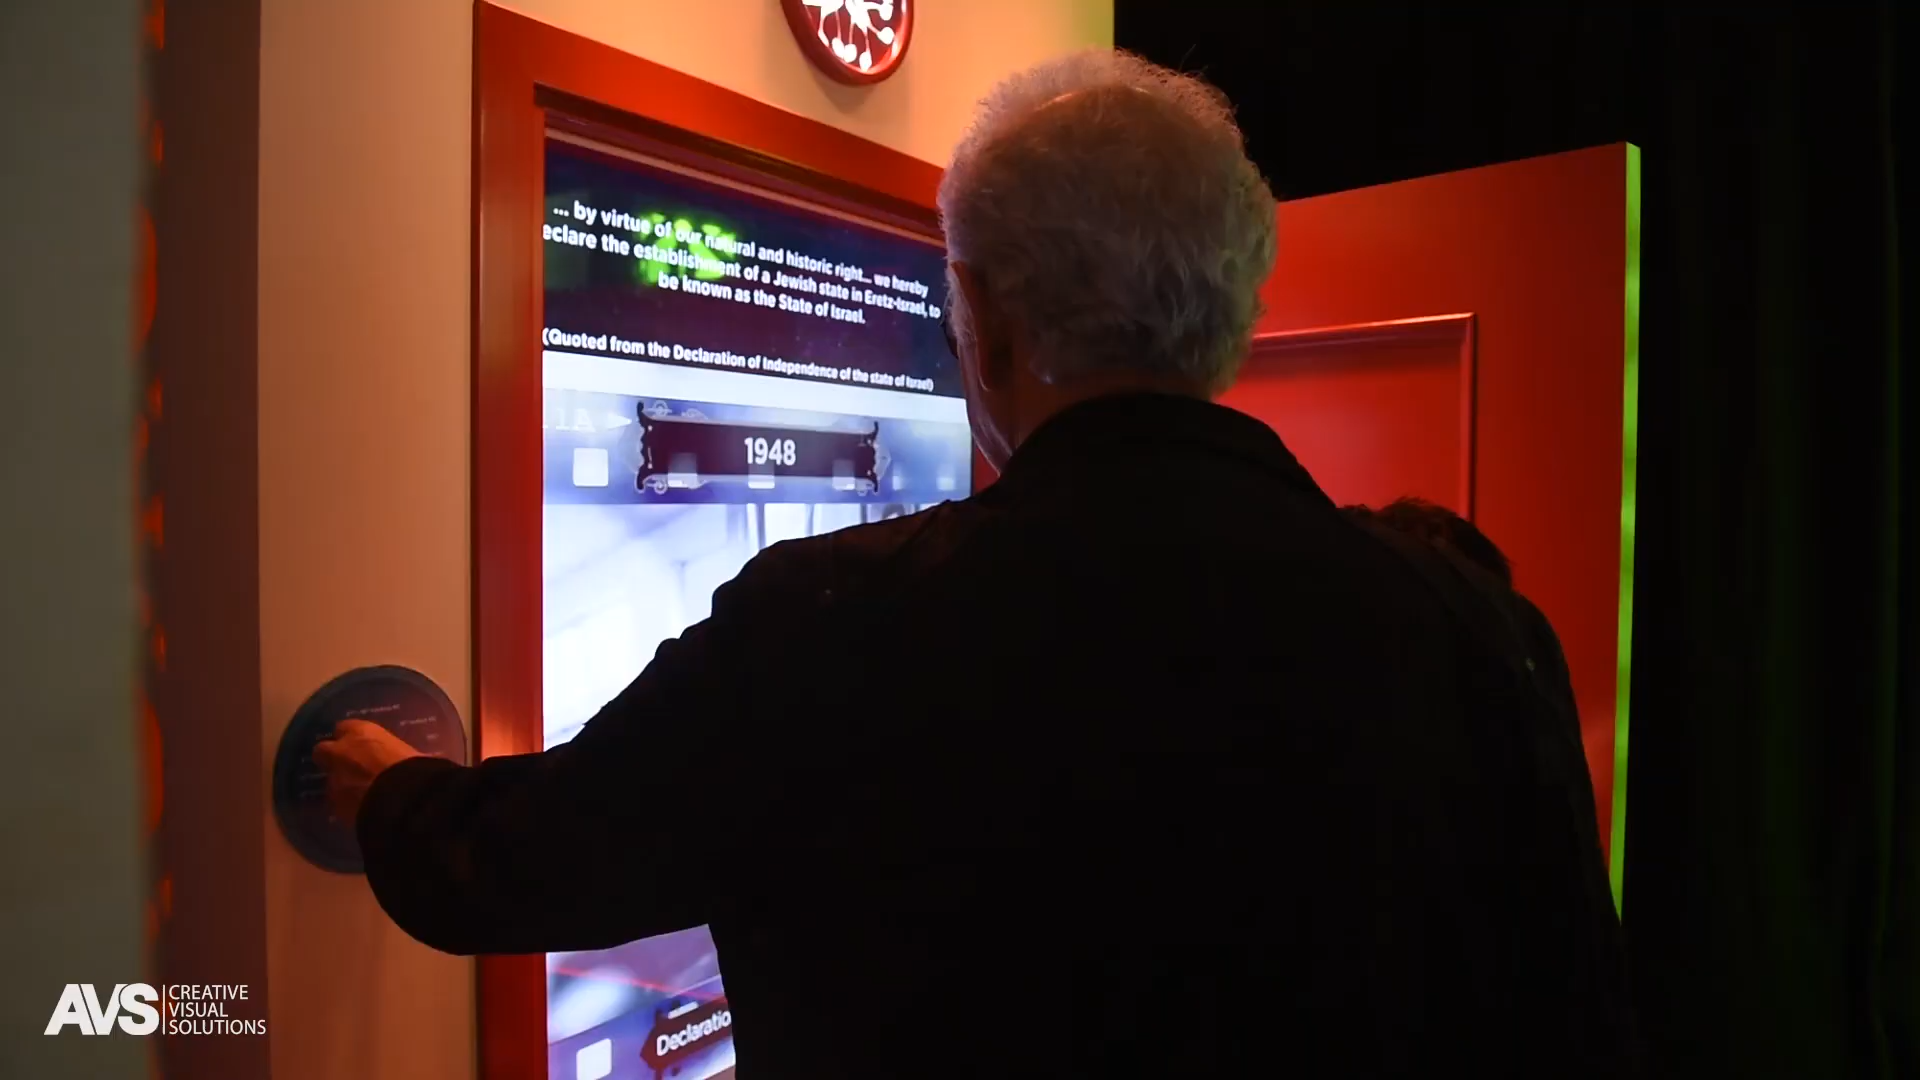 ... by virtue of our natural and historic right... we hereby
eclare the establishment of a Jewish state in Eretz-Israel, to
be known as the State of Israel.
(Quoted from the Declaration of Independence of the state of Israel)
1948
Declaratio
AVS CREATIVE
VISUAL
SOLUTIONS